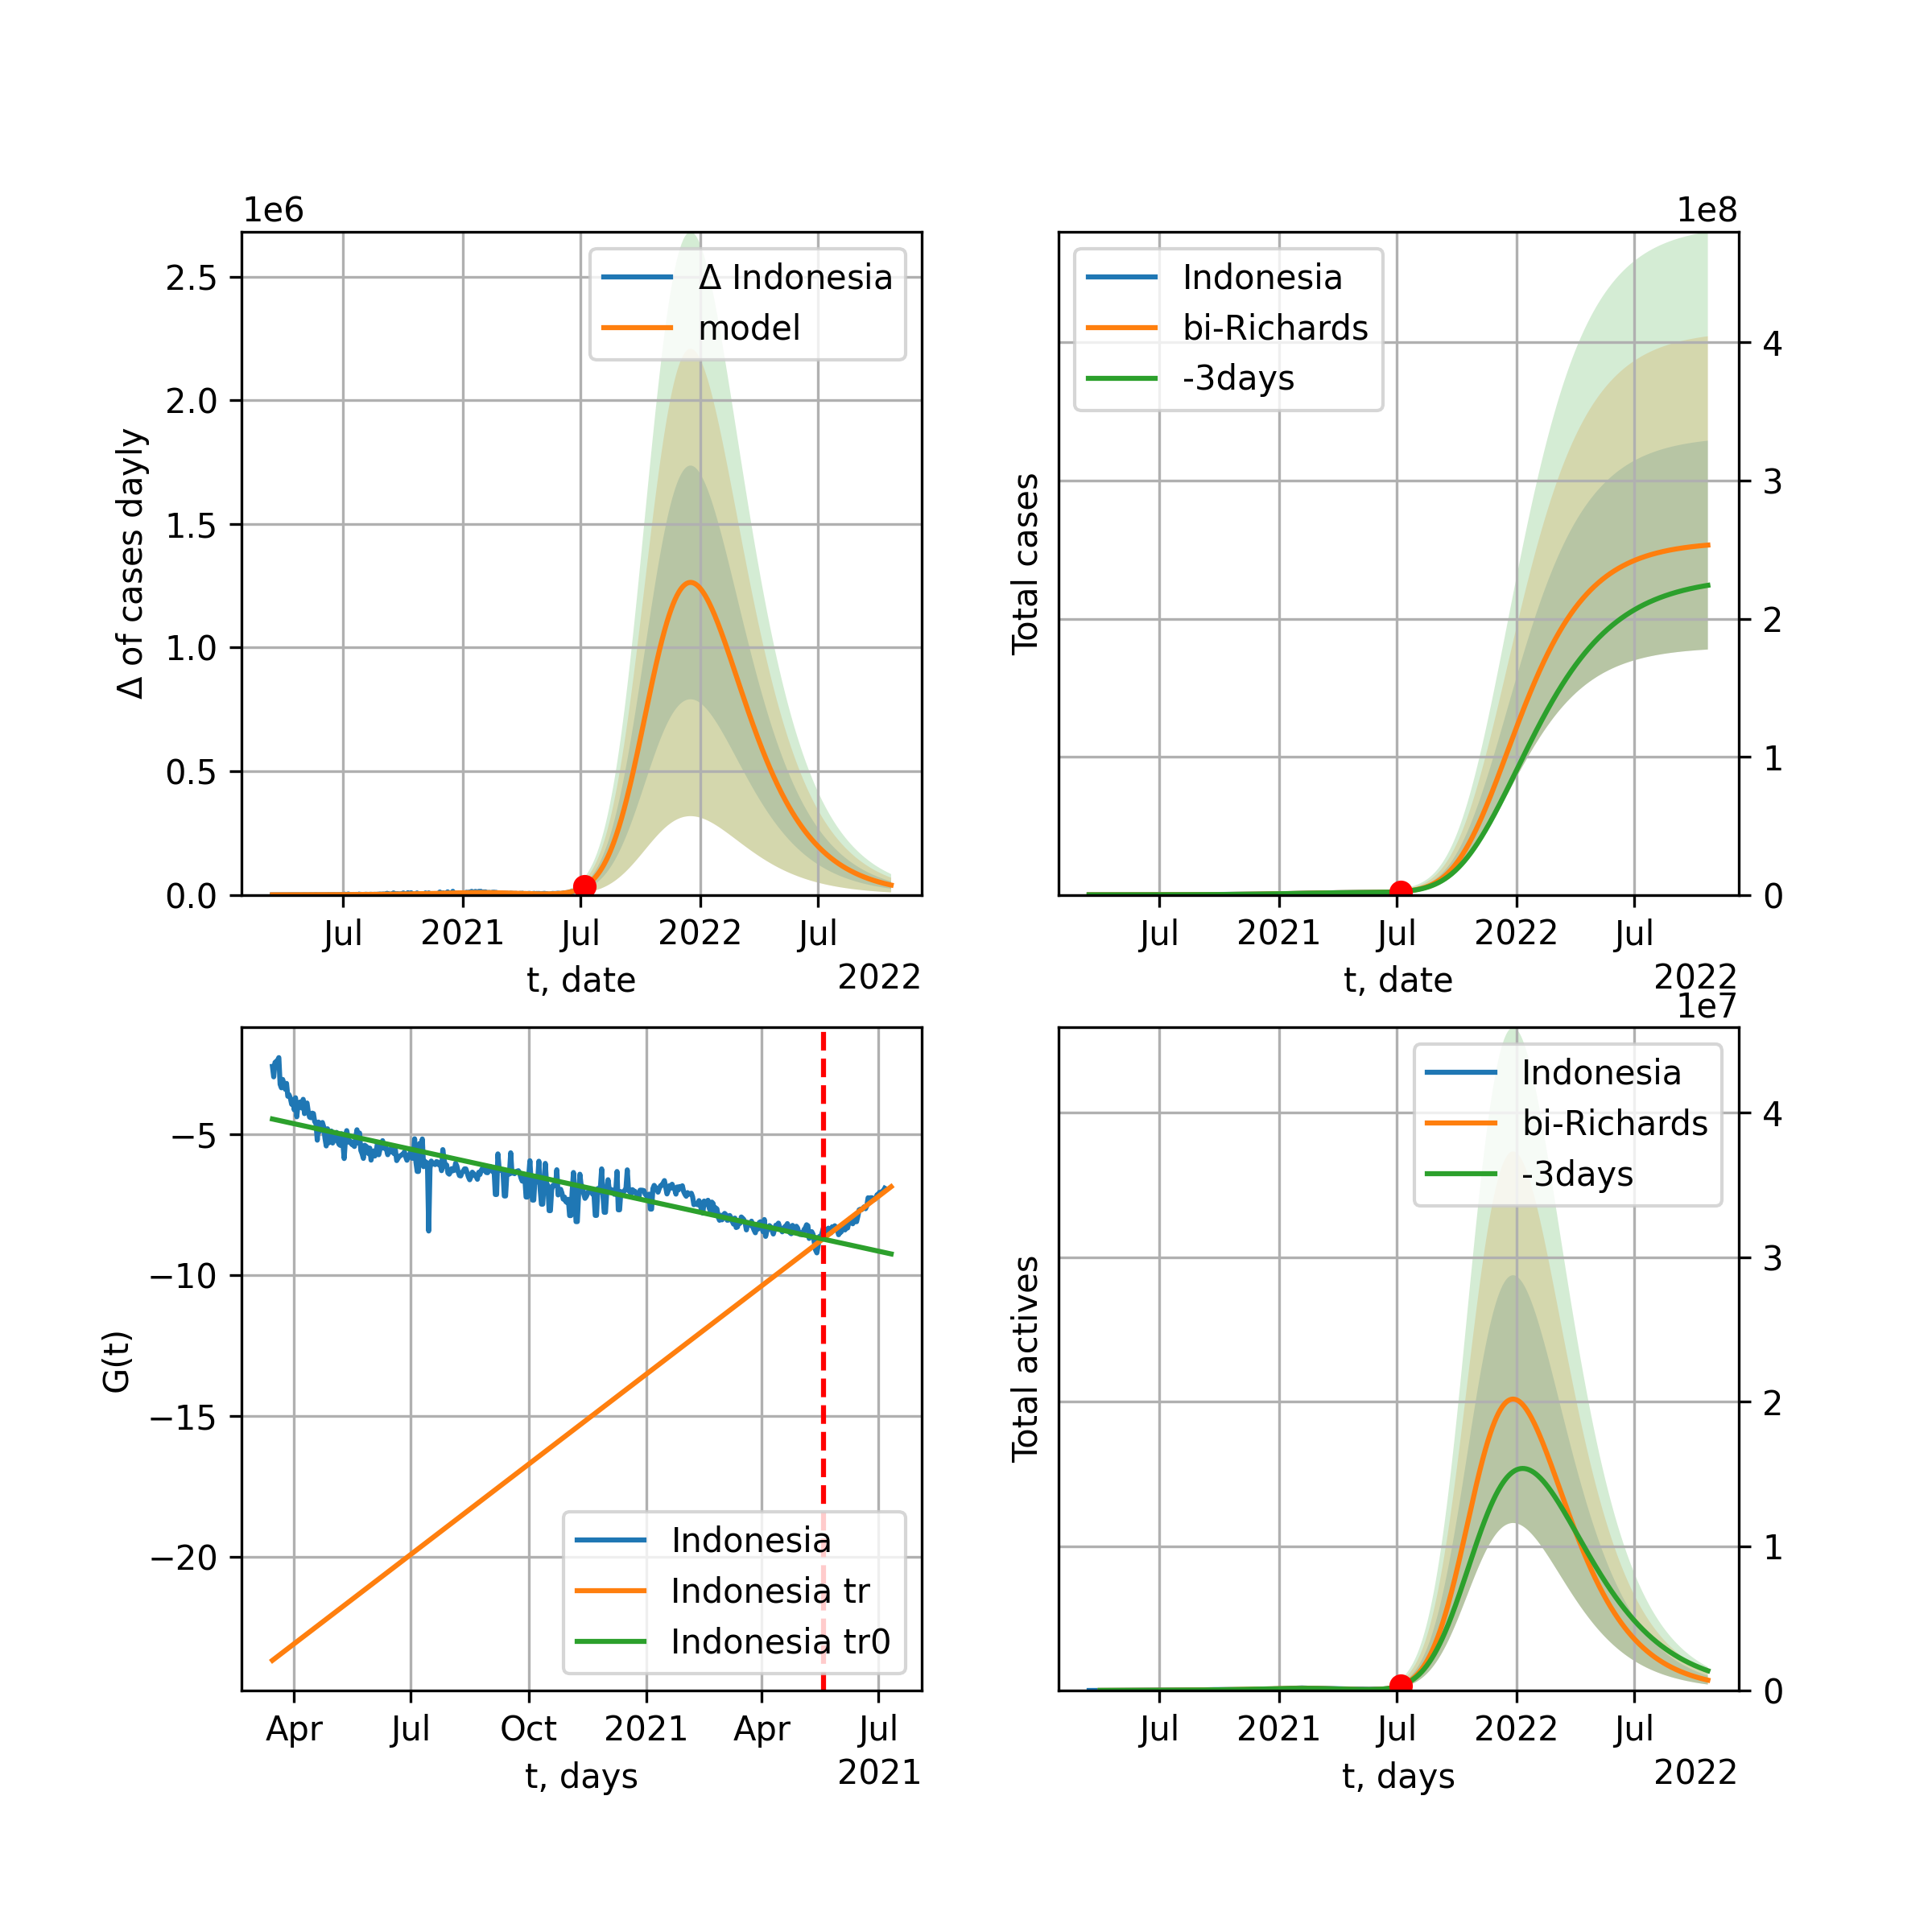 1e6
Δ of cases dayly
2.5
2.0
1.5
1.0
0.5
0.0
Δ Indonesia
model
Jul
2021
Jul
2022
Jul
t, date
2022
1e8
Total cases
Indonesia
bi-Richards
-3days
4
3
2
1
0
Jul
2021
Jul
2022
Jul
t, date
2022
G(t)
−5
−10
−15
−20
Indonesia
Indonesia tr
Indonesia tr0
Apr
Jul
Oct
2021
Apr
Jul
t, days
2021
1e7
Total actives
Indonesia
bi-Richards
-3days
4
3
2
1
0
Jul
2021
Jul
2022
Jul
t, days
2022